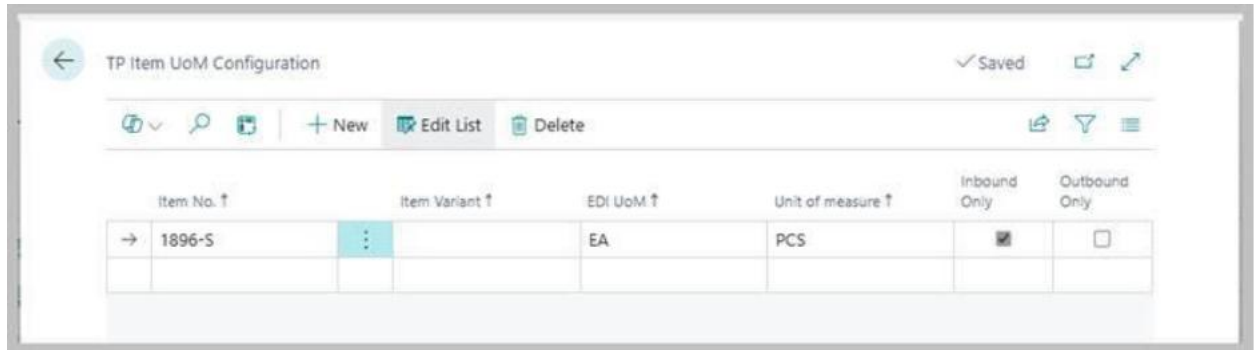 TP Item UoM Configuration
Saved
New Edit List Delete
Item No. Item Variant EDI UoM Unit of measure Inbound Only Outbound Only
1896-S EA PCS